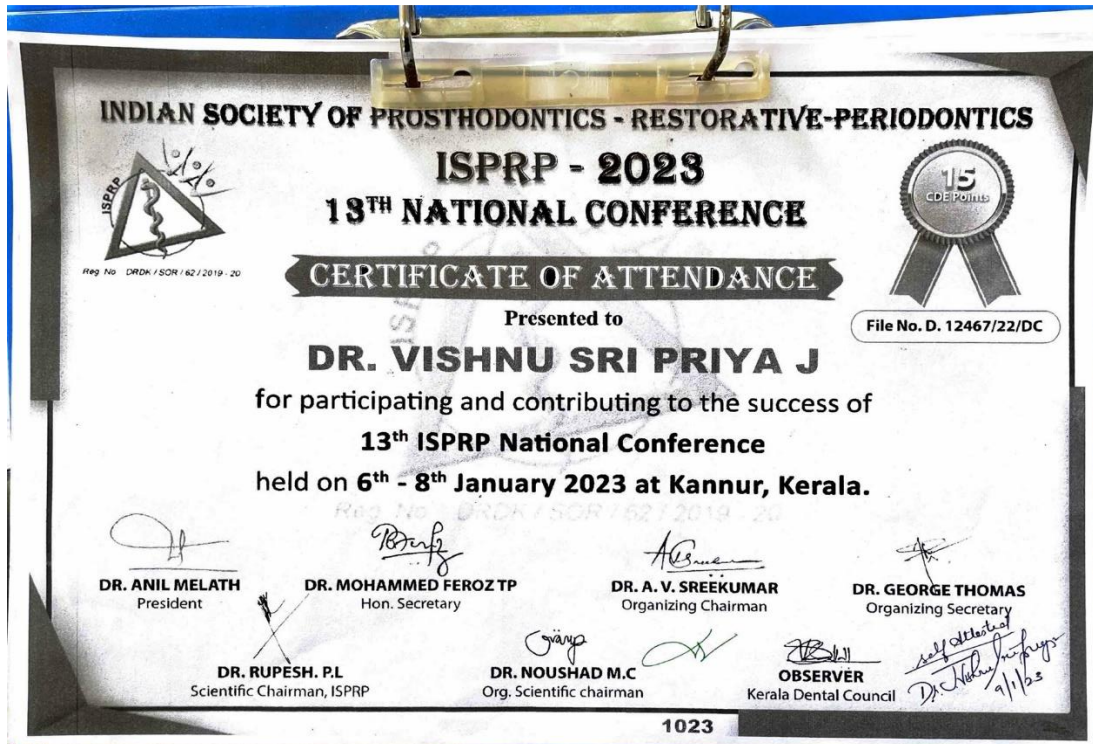 INDIAN SOCIETY OF PROSTHODONTICS - RESTORATIVE-PERIODONTICS
ISPRP - 2023
13TH NATIONAL CONFERENCE
ISPRP
Reg No DRDK / SOR / 62 / 2019 - 20
15
CDE Points
File No. D. 12467/22/DC
CERTIFICATE OF ATTENDANCE
Presented to
DR. VISHNU SRI PRIYA J
for participating and contributing to the success of
13th ISPRP National Conference
held on 6th - 8th January 2023 at Kannur, Kerala.
Reg No DRDK / SOR / 62 / 2019 - 20
DR. ANIL MELATH
President
DR. MOHAMMED FEROZ TP
Hon. Secretary
DR. A. V. SREEKUMAR
Organizing Chairman
DR. GEORGE THOMAS
Organizing Secretary
DR. RUPESH. P.L
Scientific Chairman, ISPRP
DR. NOUSHAD M.C
Org. Scientific chairman
OBSERVER
Kerala Dental Council
self Attested
9/1/23
1023